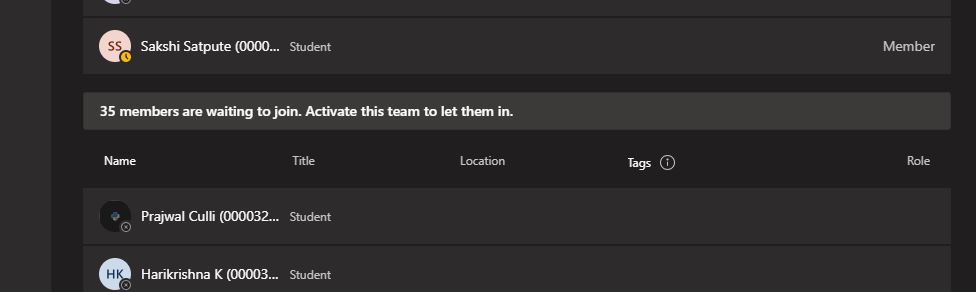 SS Sakshi Satpute (0000... Student Member
35 members are waiting to join. Activate this team to let them in.
Name Title Location Tags Role
Prajwal Culli (000032... Student
HK Harikrishna K (00003... Student